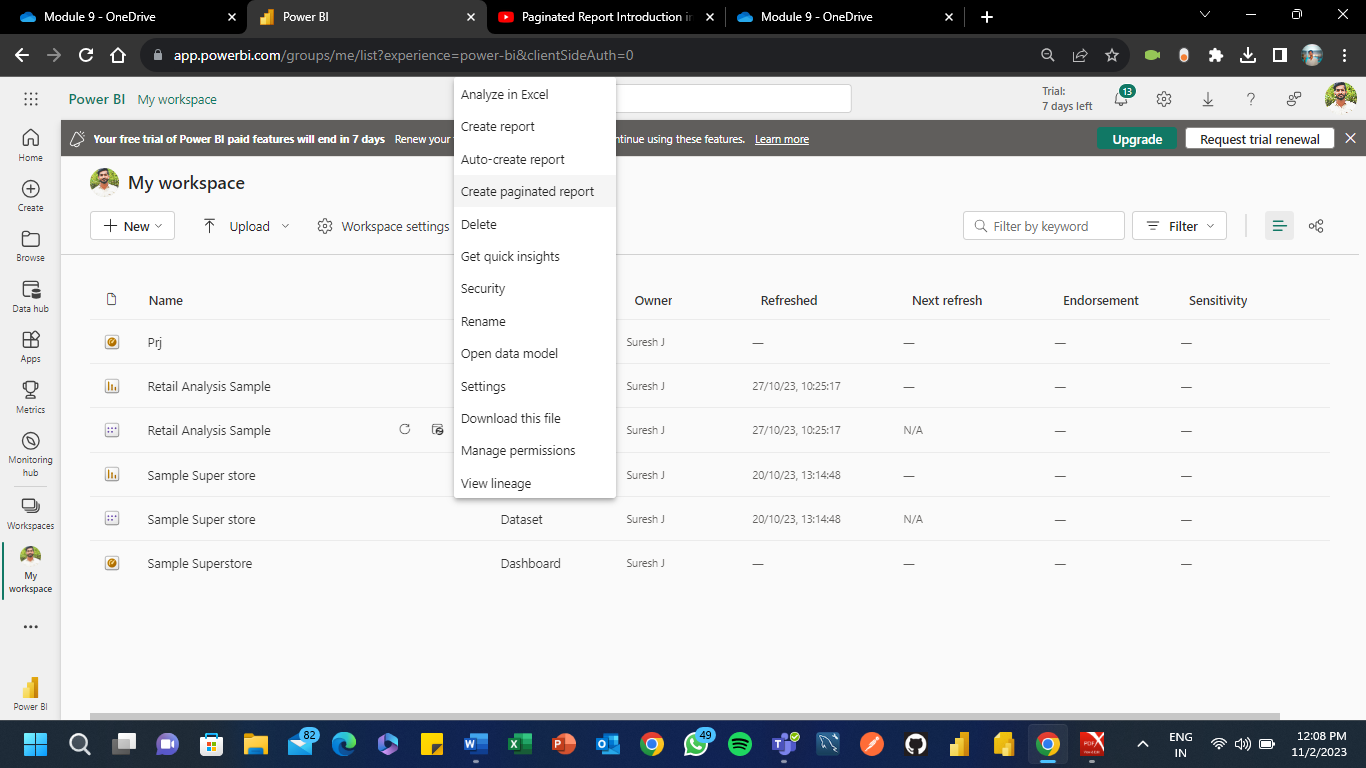 Module 9 - OneDrive
Power BI
Paginated Report Introduction in
Module 9 - OneDrive
app.powerbi.com/groups/me/list?experience=power-bi&clientSideAuth=0
Power BI My workspace
Trial:
7 days left
13
Your free trial of Power BI paid features will end in 7 days Renew your
ntinue using these features. Learn more
Upgrade
Request trial renewal
Home
Create
Browse
Data hub
Apps
Metrics
Monitoring
hub
Workspaces
My
workspace
Power BI
My workspace
New
Upload
Workspace settings
Filter by keyword
Filter
Analyze in Excel
Create report
Auto-create report
Create paginated report
Delete
Get quick insights
Security
Rename
Open data model
Settings
Download this file
Manage permissions
View lineage
Name Owner Refreshed Next refresh Endorsement Sensitivity
Prj Suresh J — — — —
Retail Analysis Sample Suresh J 27/10/23, 10:25:17 — — —
Retail Analysis Sample Suresh J 27/10/23, 10:25:17 N/A — —
Sample Super store Suresh J 20/10/23, 13:14:48 — — —
Sample Super store Dataset Suresh J 20/10/23, 13:14:48 N/A — —
Sample Superstore Dashboard Suresh J — — — —
82
49
ENG
IN
12:08 PM
11/2/2023